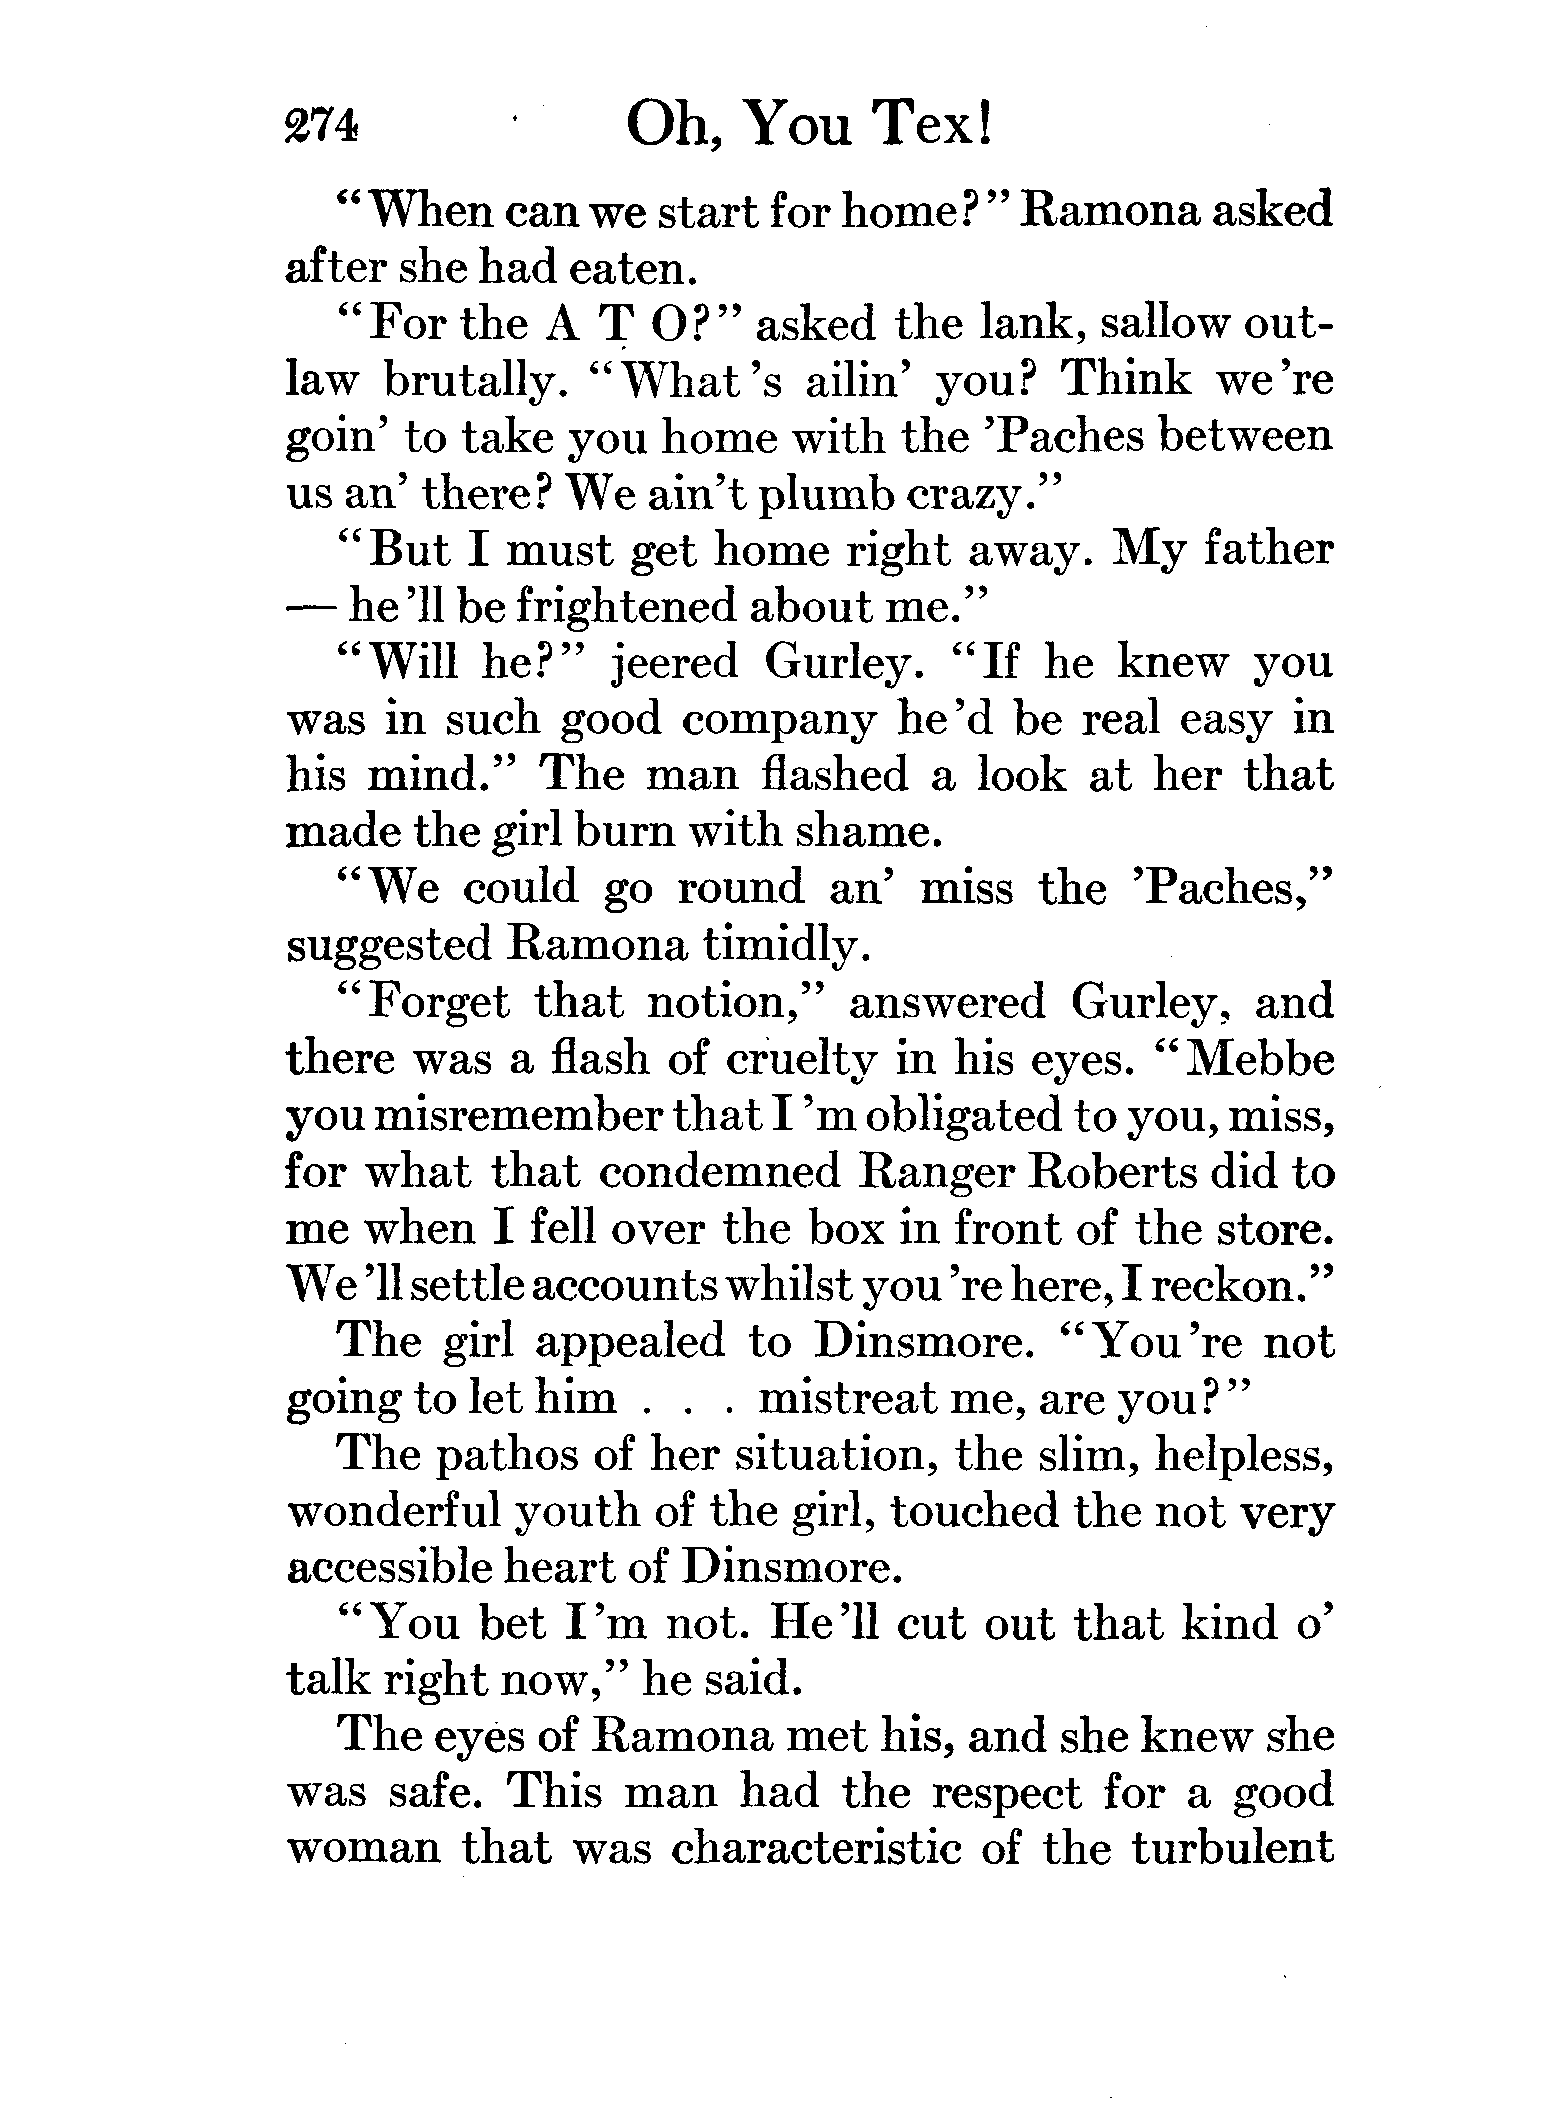 274 Oh, You Tex!
"When can we start for home?" Ramona asked
after she had eaten.
"For the A T O?" asked the lank, sallow out-
law brutally. "What's ailin' you? Think we're
goin' to take you home with the 'Paches between
us an' there? We ain't plumb crazy."
"But I must get home right away. My father
— he'll be frightened about me."
"Will he?" jeered Gurley. "If he knew you
was in such good company he'd be real easy in
his mind." The man flashed a look at her that
made the girl burn with shame.
"We could go round an' miss the 'Paches,"
suggested Ramona timidly.
"Forget that notion," answered Gurley, and
there was a flash of cruelty in his eyes. "Mebbe
you misremember that I'm obligated to you, miss,
for what that condemned Ranger Roberts did to
me when I fell over the box in front of the store.
We'll settle accounts whilst you're here, I reckon."
The girl appealed to Dinsmore. "You're not
going to let him . . . mistreat me, are you?"
The pathos of her situation, the slim, helpless,
wonderful youth of the girl, touched the not very
accessible heart of Dinsmore.
"You bet I'm not. He'll cut out that kind o'
talk right now," he said.
The eyes of Ramona met his, and she knew she
was safe. This man had the respect for a good
woman that was characteristic of the turbulent